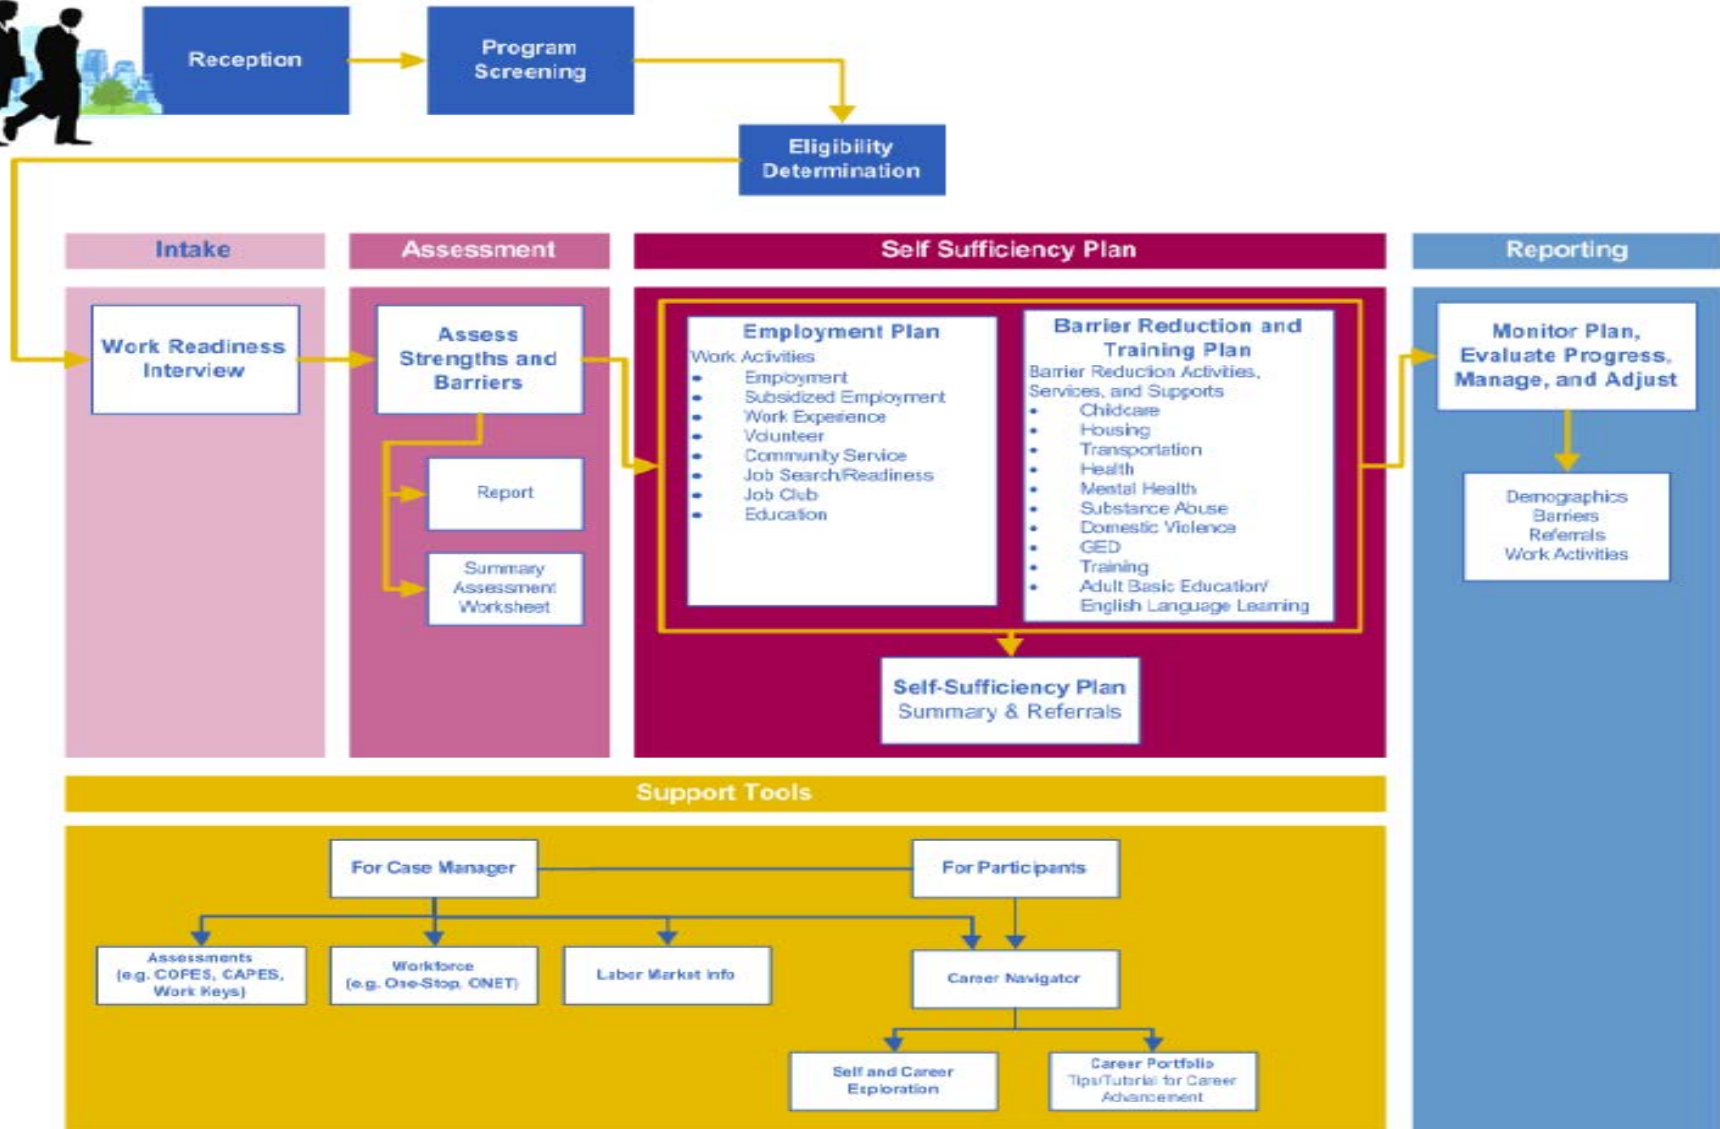 Reception
Program
Screening
Eligibility
Determination
Intake
Assessment
Self Sufficiency Plan
Reporting
Work Readiness
Interview
Assess
Strengths and
Barriers
Report
Summary
Assessment
Worksheet
Employment Plan
Work Activities
• Employment
• Subsidized Employment
• Work Experience
• Volunteer
• Community Service
• Job Search/Readiness
• Job Club
• Education
Barrier Reduction and
Training Plan
Barrier Reduction Activities,
Services, and Supports
• Childcare
• Housing
• Transportation
• Health
• Mental Health
• Substance Abuse
• Domestic Violence
• GED
• Training
• Adult Basic Education/
English Language Learning
Self-Sufficiency Plan
Summary & Referrals
Monitor Plan,
Evaluate Progress,
Manage, and Adjust
Demographics
Barriers
Referrals
Work Activities
Support Tools
For Case Manager
For Participants
Assessments
(e.g. COPES, CAPES,
Work Keys)
Workforce
(e.g. One-Stop, ONET)
Labor Market Info
Career Navigator
Self and Career
Exploration
Career Portfolio
Tips/Tutorial for Career
Advancement